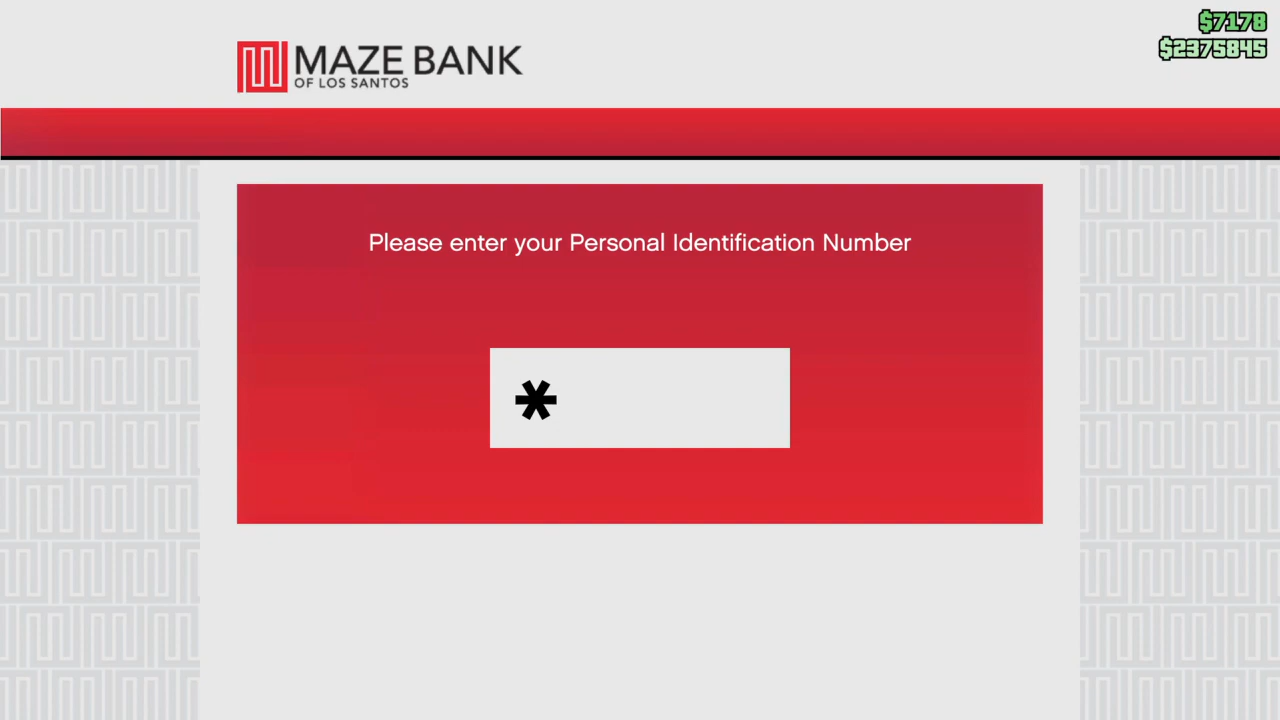 $7178
$2375845
MAZE BANK
OF LOS SANTOS
Please enter your Personal Identification Number
*